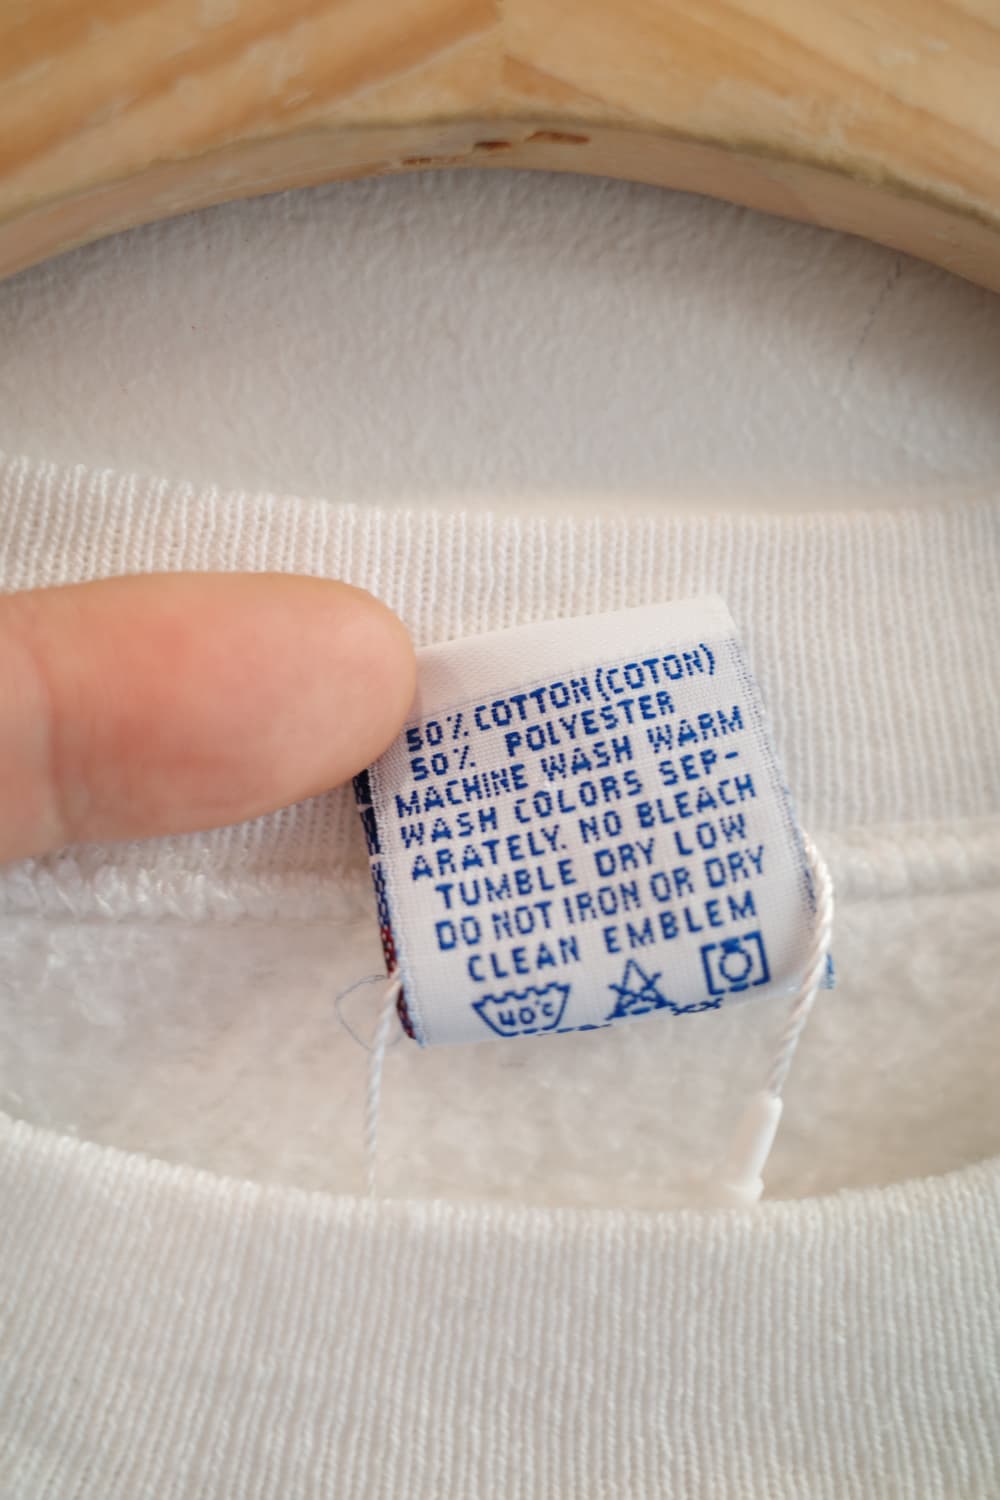 50% COTTON (COTON)
50% POLYESTER
MACHINE WASH WARM
WASH COLORS SEP-
ARATELY. NO BLEACH
TUMBLE DRY LOW
DO NOT IRON OR DRY
CLEAN EMBLEM
40°C